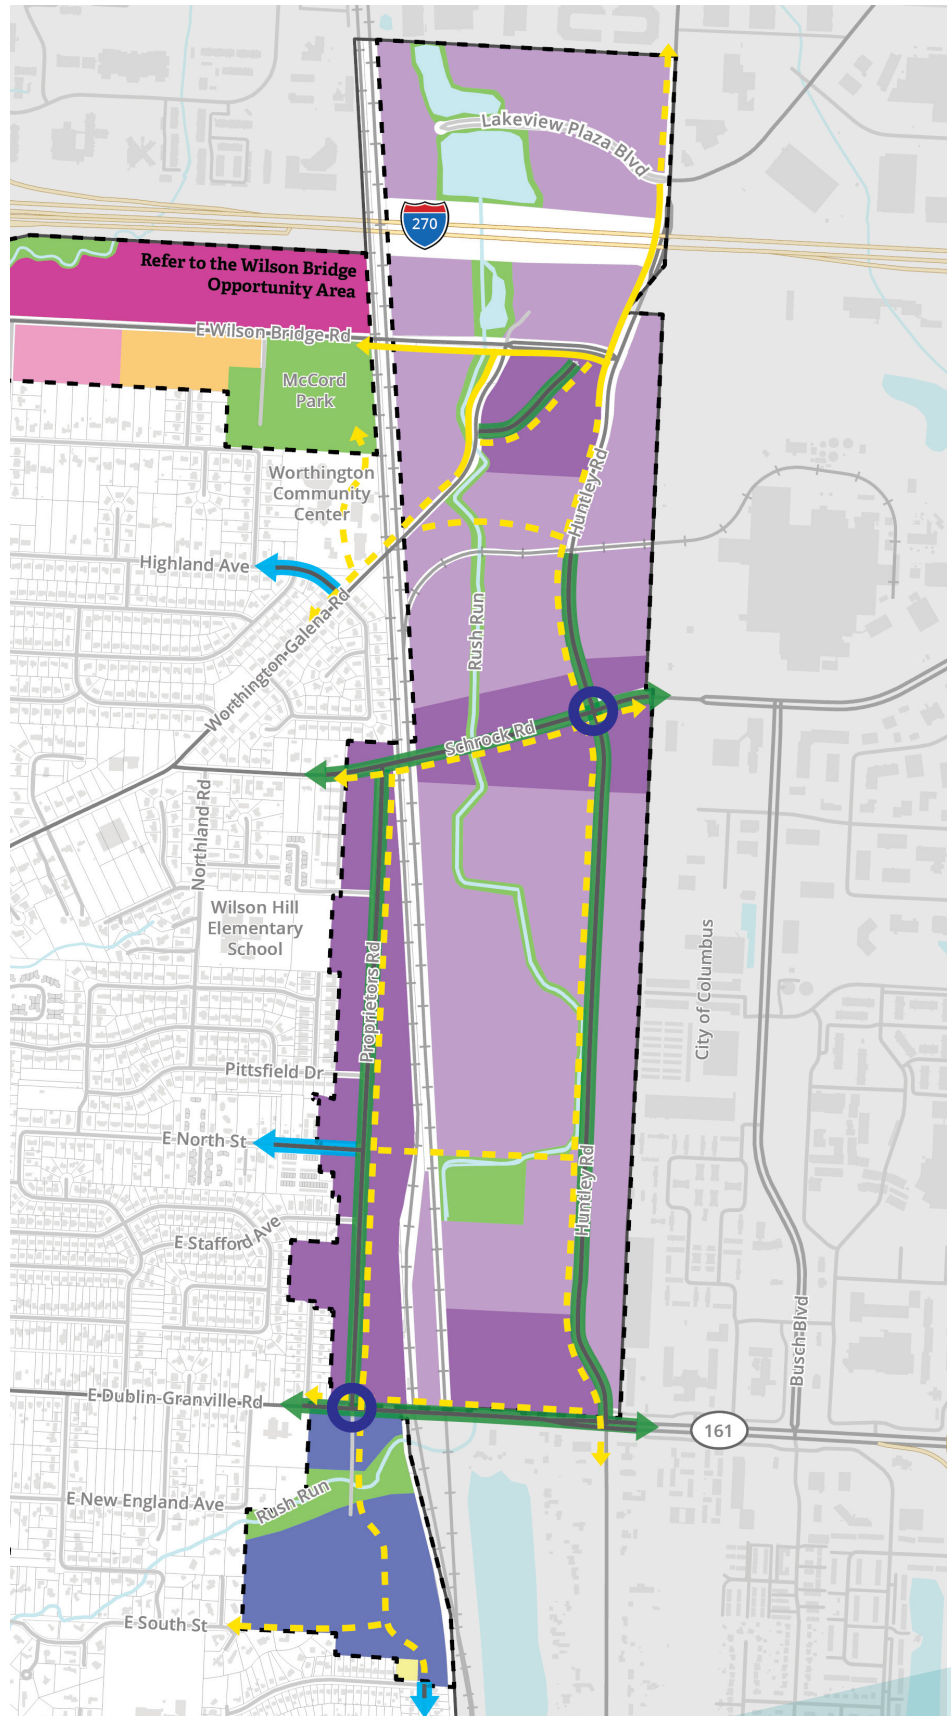 Lakeview Plaza Blvd
270
Refer to the Wilson Bridge
Opportunity Area
E Wilson Bridge Rd
McCord
Park
Worthington
Community
Center
Huntley Rd
Highland Ave
Worthington-Galena Rd
Rush Run
Schrock Rd
Northland Rd
Wilson Hill
Elementary
School
Proprietors Rd
City of Columbus
Pittsfield Dr
E North St
Huntley Rd
E Stafford Ave
Busch Blvd
E Dublin-Granville Rd
161
E New England Ave
Rush Run
E South St